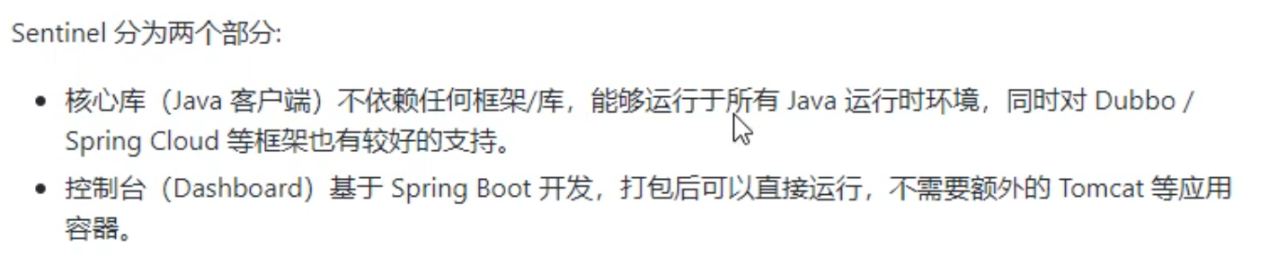 Sentinel 分为两个部分:
• 核心库（Java 客户端）不依赖任何框架/库，能够运行于所有 Java 运行时环境，同时对 Dubbo /
Spring Cloud 等框架也有较好的支持。
• 控制台（Dashboard）基于 Spring Boot 开发，打包后可以直接运行，不需要额外的 Tomcat 等应用
容器。